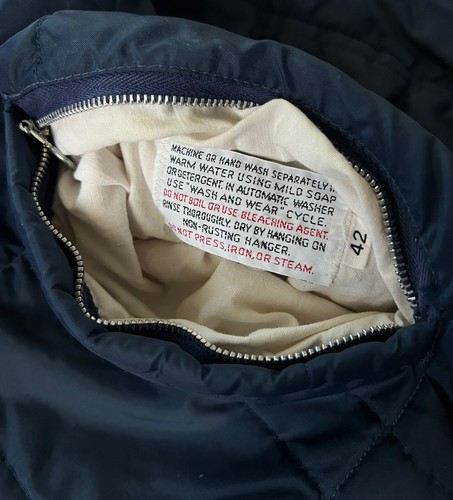 MACHINE OR HAND WASH SEPARATELY IN
WARM WATER USING MILD SOAP
OR DETERGENT. IN AUTOMATIC WASHER
USE "WASH AND WEAR" CYCLE.
DO NOT BOIL OR USE BLEACHING AGENT.
RINSE THOROUGHLY. DRY BY HANGING ON
NON-RUSTING HANGER.
DO NOT PRESS, IRON, OR STEAM.
42